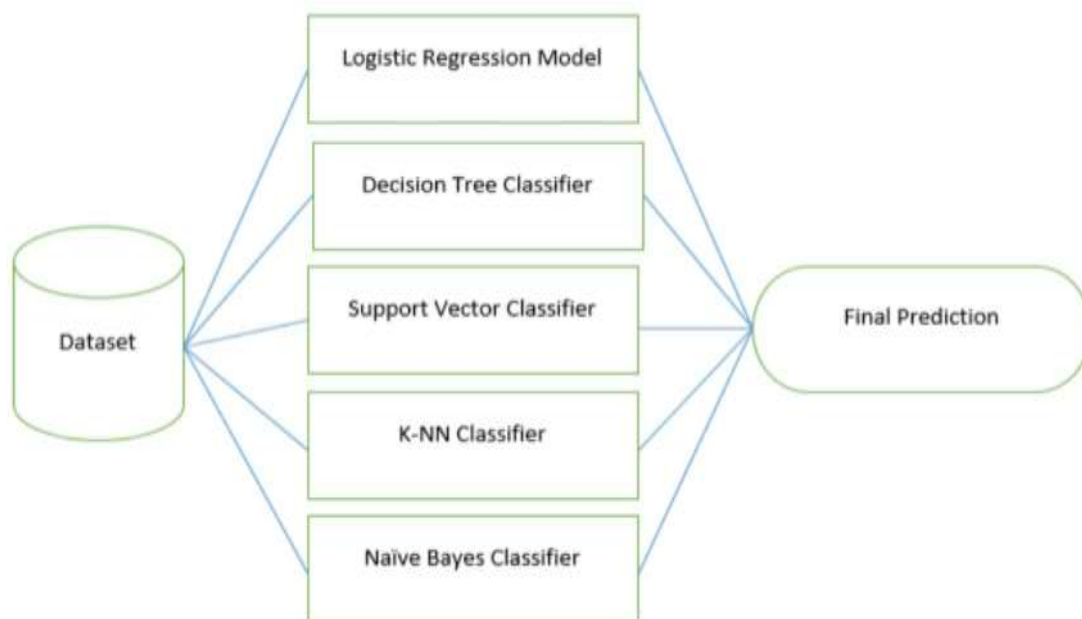 Logistic Regression Model
Decision Tree Classifier
Support Vector Classifier
Dataset
Final Prediction
K-NN Classifier
Naïve Bayes Classifier